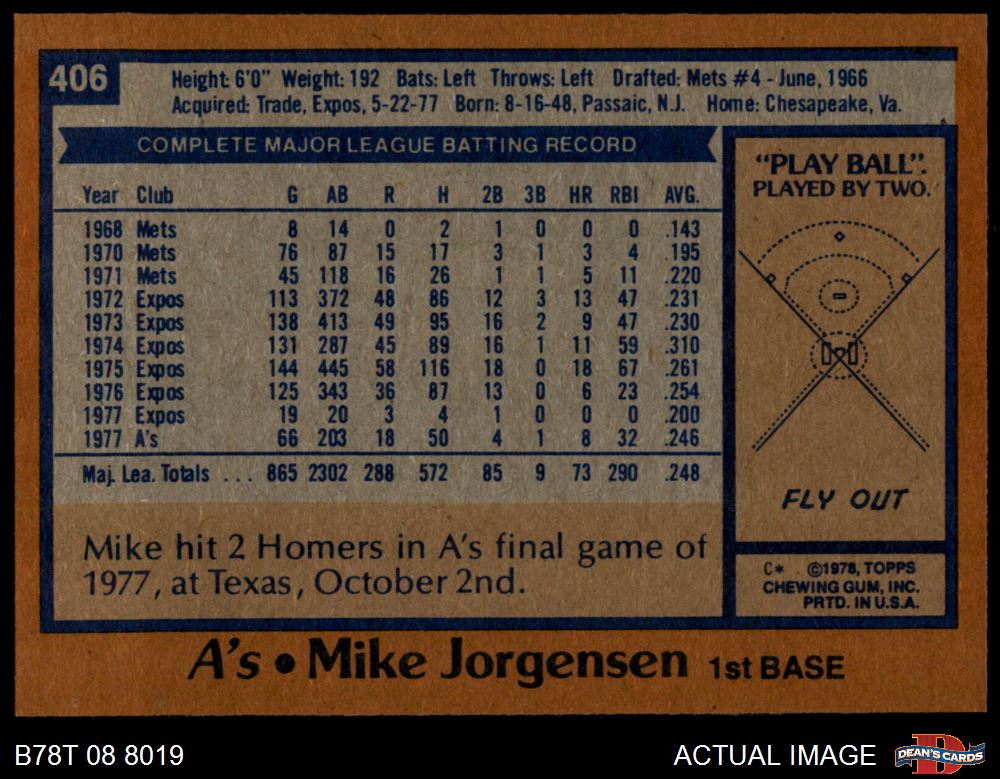 406
Height: 6'0" Weight: 192 Bats: Left Throws: Left Drafted: Mets #4 - June, 1966
Acquired: Trade, Expos, 5-22-77 Born: 8-16-48, Passaic, N.J. Home: Chesapeake, Va.
COMPLETE MAJOR LEAGUE BATTING RECORD
Year Club G AB R H 2B 3B HR RBI AVG.
1968 Mets 8 14 0 2 1 0 0 0 .143
1970 Mets 76 87 15 17 3 1 3 4 .195
1971 Mets 45 118 16 26 1 1 5 11 .220
1972 Expos 113 372 48 86 12 3 13 47 .231
1973 Expos 138 413 49 95 16 2 9 47 .230
1974 Expos 131 287 45 89 16 1 11 59 .310
1975 Expos 144 445 58 116 18 0 18 67 .261
1976 Expos 125 343 36 87 13 0 6 23 .254
1977 Expos 19 20 3 4 1 0 0 0 .200
1977 A's 66 203 18 50 4 1 8 32 .246
Maj. Lea. Totals . . . 865 2302 288 572 85 9 73 290 .248
Mike hit 2 Homers in A's final game of
1977, at Texas, October 2nd.
"PLAY BALL".
PLAYED BY TWO.
FLY OUT
C* ©1978, TOPPS
CHEWING GUM, INC.
PRTD. IN U.S.A.
A's • Mike Jorgensen 1st BASE
B78T 08 8019 ACTUAL IMAGE
DEAN'S CARDS